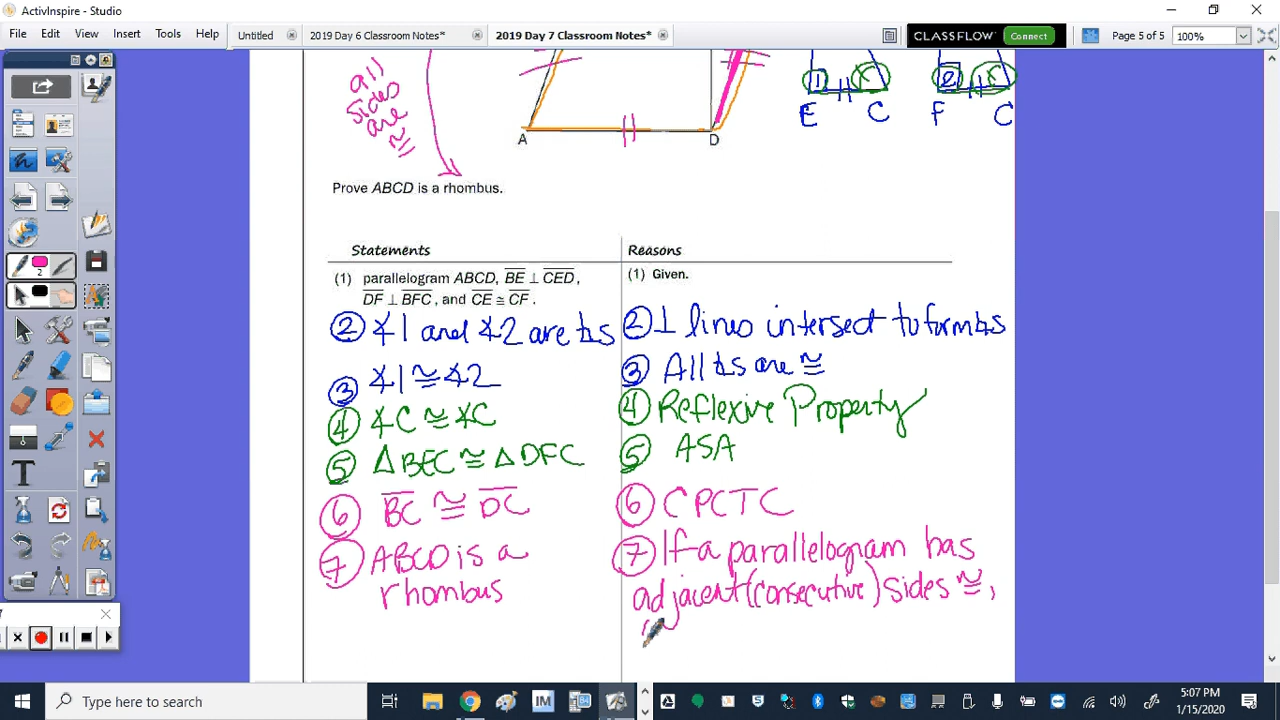 ActivInspire - Studio
File Edit View Insert Tools Help
Untitled
2019 Day 6 Classroom Notes*
2019 Day 7 Classroom Notes*
CLASSFLOW Connect
Page 5 of 5
100%
all
sides
are
≅
A
D
1
E C
2
F C
Prove ABCD is a rhombus.
Statements
Reasons
(1) parallelogram ABCD, BE ⊥ CED,
DF ⊥ BFC, and CE ≅ CF.
(1) Given.
② ∡1 and ∡2 are ⊾s
② ⊥ lines intersect to form ⊾s
③ ∡1 ≅ ∡2
③ All ⊾s are ≅
④ ∡C ≅ ∡C
④ Reflexive Property
⑤ △BEC ≅ △DFC
⑤ ASA
⑥ BC ≅ DC
⑥ CPCTC
⑦ ABCD is a
rhombus
⑦ If a parallelogram has
adjacent (consecutive) sides ≅,
2
T
Type here to search
IM
5:07 PM
1/15/2020